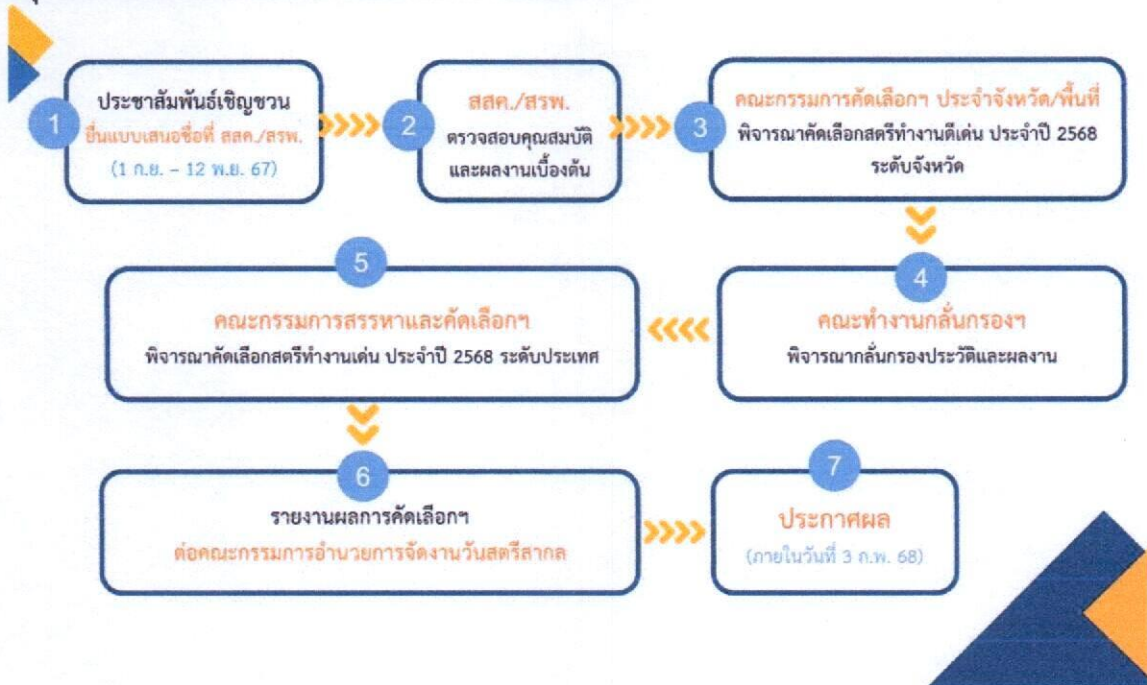 1
ประชาสัมพันธ์เชิญชวน
ยื่นแบบเสนอชื่อที่ สสค./สรพ.
(1 ก.ย. – 12 พ.ย. 67)
2
สสค./สรพ.
ตรวจสอบคุณสมบัติ
และผลงานเบื้องต้น
3
คณะกรรมการคัดเลือกฯ ประจำจังหวัด/พื้นที่
พิจารณาคัดเลือกสตรีทำงานดีเด่น ประจำปี 2568
ระดับจังหวัด
4
คณะทำงานกลั่นกรองฯ
พิจารณากลั่นกรองประวัติและผลงาน
5
คณะกรรมการสรรหาและคัดเลือกฯ
พิจารณาคัดเลือกสตรีทำงานเด่น ประจำปี 2568 ระดับประเทศ
6
รายงานผลการคัดเลือกฯ
ต่อคณะกรรมการอำนวยการจัดงานวันสตรีสากล
7
ประกาศผล
(ภายในวันที่ 3 ก.พ. 68)